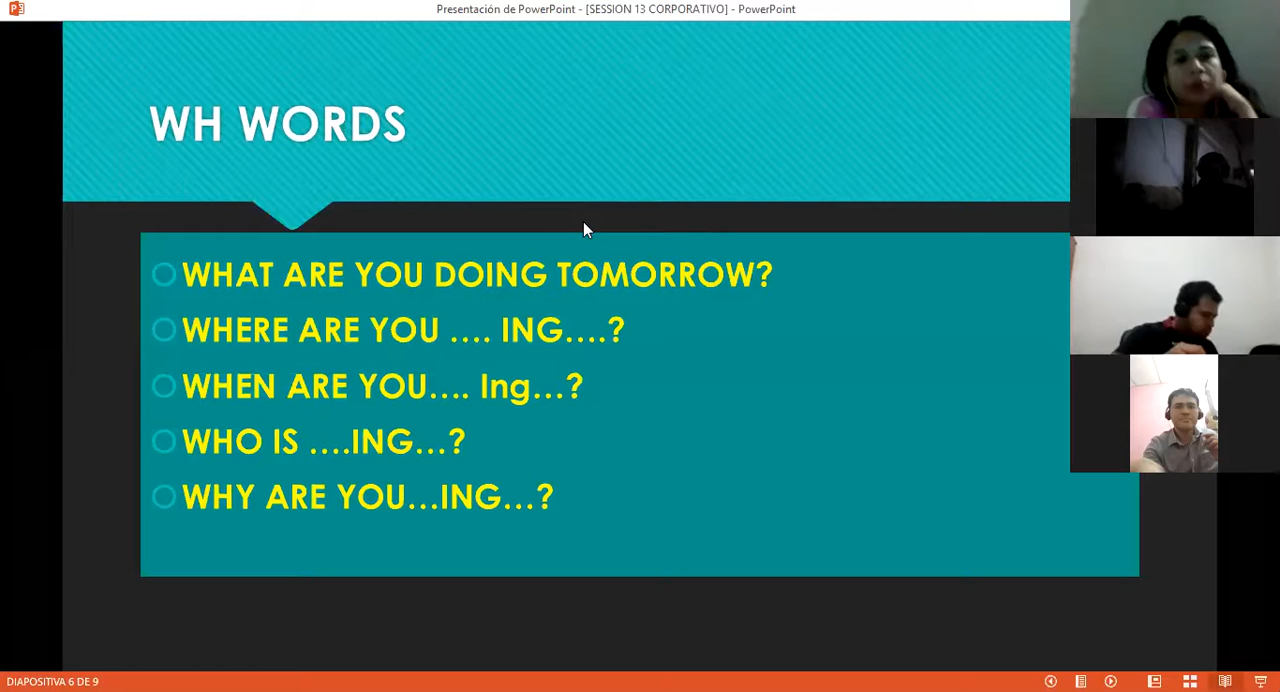 Presentación de PowerPoint - [SESSION 13 CORPORATIVO] - PowerPoint
WH WORDS
WHAT ARE YOU DOING TOMORROW?
WHERE ARE YOU .... ING....?
WHEN ARE YOU.... Ing...?
WHO IS ....ING...?
WHY ARE YOU...ING...?
DIAPOSITIVA 6 DE 9